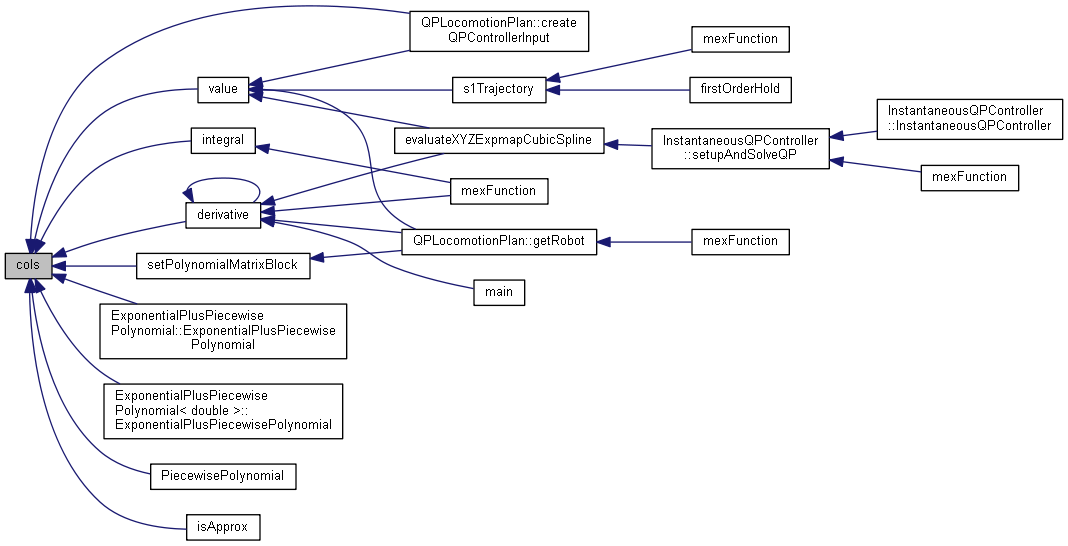 QPLocomotionPlan::create
QPControllerInput
mexFunction
value
s1Trajectory
firstOrderHold
InstantaneousQPController
::InstantaneousQPController
integral
evaluateXYZExpmapCubicSpline
InstantaneousQPController
::setupAndSolveQP
mexFunction
mexFunction
derivative
QPLocomotionPlan::getRobot
mexFunction
cols
setPolynomialMatrixBlock
main
ExponentialPlusPiecewise
Polynomial::ExponentialPlusPiecewise
Polynomial
ExponentialPlusPiecewise
Polynomial< double >::
ExponentialPlusPiecewisePolynomial
PiecewisePolynomial
isApprox